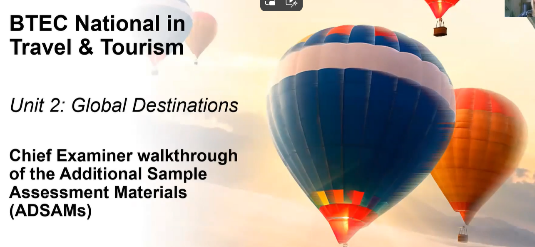 BTEC National in
Travel & Tourism
Unit 2: Global Destinations
Chief Examiner walkthrough
of the Additional Sample
Assessment Materials
(ADSAMs)